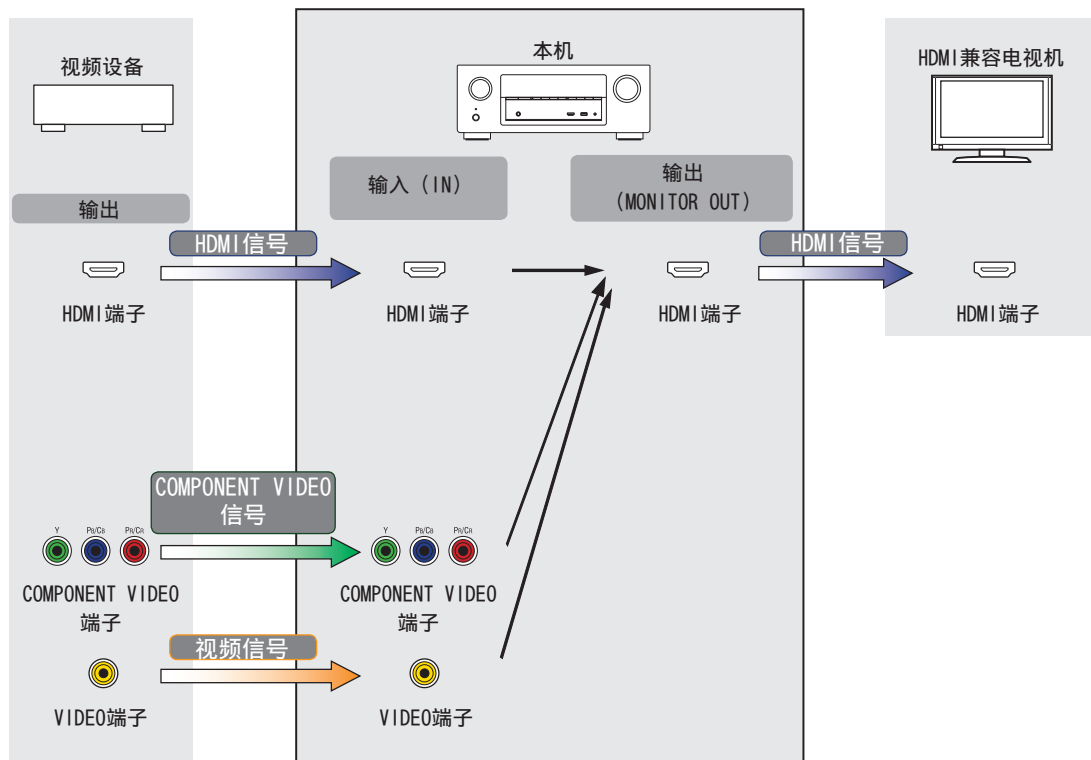 视频设备
本机
HDMI兼容电视机
输出
输入 (IN)
输出
(MONITOR OUT)
HDMI信号
HDMI信号
HDMI端子
HDMI端子
HDMI端子
HDMI端子
COMPONENT VIDEO
信号
Y PB/CB PR/CR
Y PB/CB PR/CR
COMPONENT VIDEO
端子
COMPONENT VIDEO
端子
视频信号
VIDEO端子
VIDEO端子